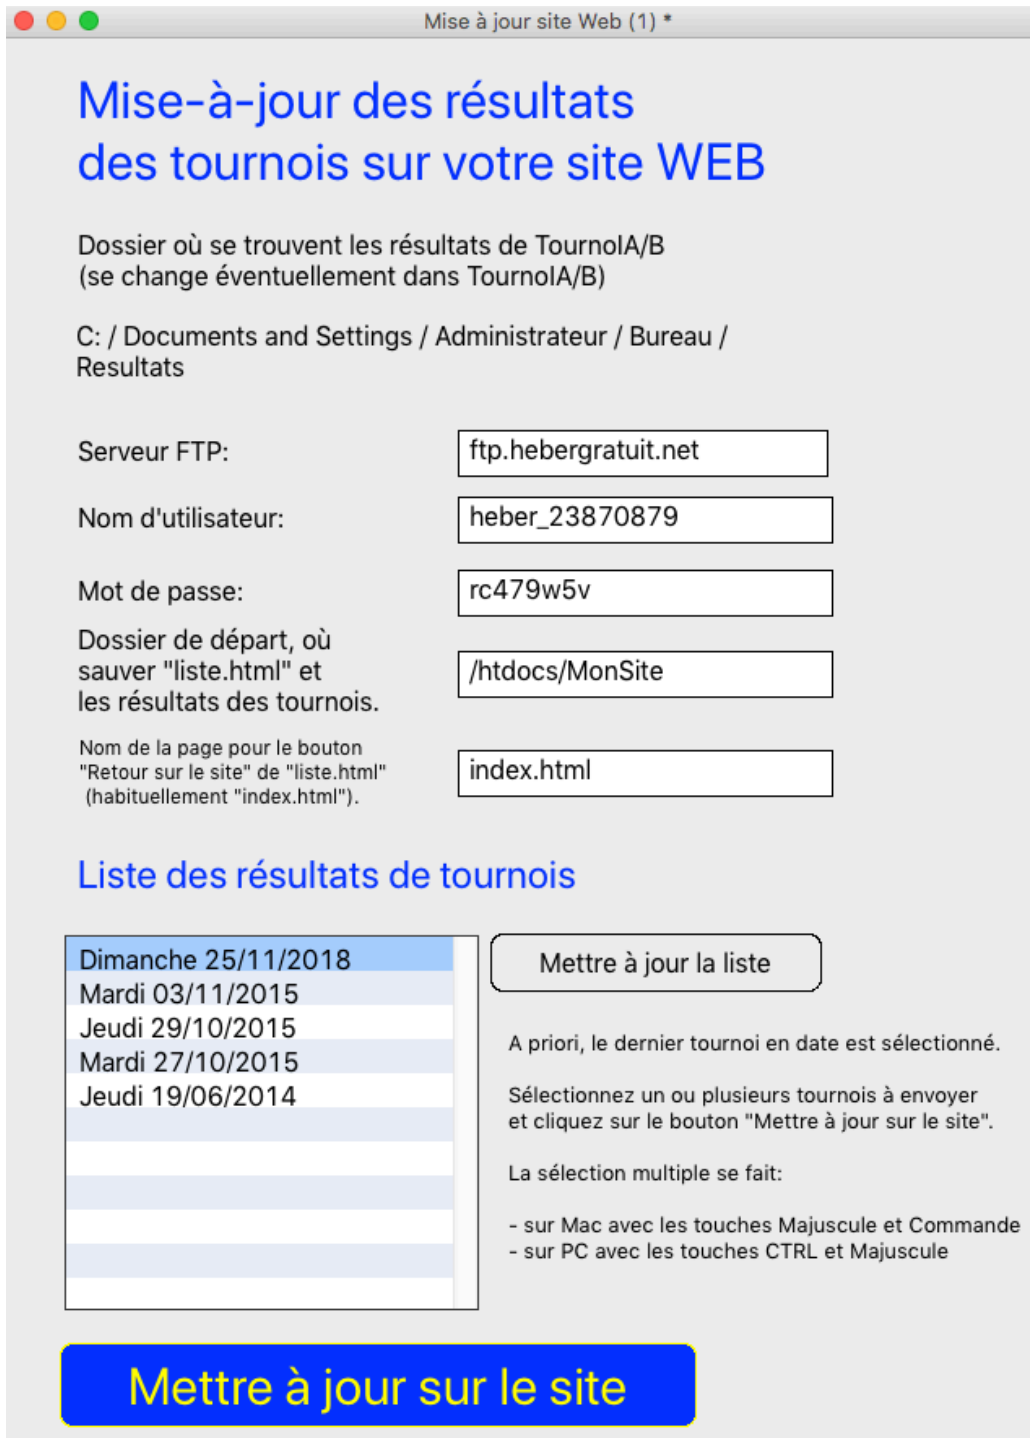 Mise à jour site Web (1) *
Mise-à-jour des résultats
des tournois sur votre site WEB
Dossier où se trouvent les résultats de TournoIA/B
(se change éventuellement dans TournoIA/B)
C: / Documents and Settings / Administrateur / Bureau /
Resultats
Serveur FTP:
ftp.hebergratuit.net
Nom d'utilisateur:
heber_23870879
Mot de passe:
rc479w5v
Dossier de départ, où
sauver "liste.html" et
les résultats des tournois.
/htdocs/MonSite
Nom de la page pour le bouton
"Retour sur le site" de "liste.html"
(habituellement "index.html").
index.html
Liste des résultats de tournois
Dimanche 25/11/2018
Mardi 03/11/2015
Jeudi 29/10/2015
Mardi 27/10/2015
Jeudi 19/06/2014
Mettre à jour la liste
A priori, le dernier tournoi en date est sélectionné.
Sélectionnez un ou plusieurs tournois à envoyer
et cliquez sur le bouton "Mettre à jour sur le site".
La sélection multiple se fait:
- sur Mac avec les touches Majuscule et Commande
- sur PC avec les touches CTRL et Majuscule
Mettre à jour sur le site